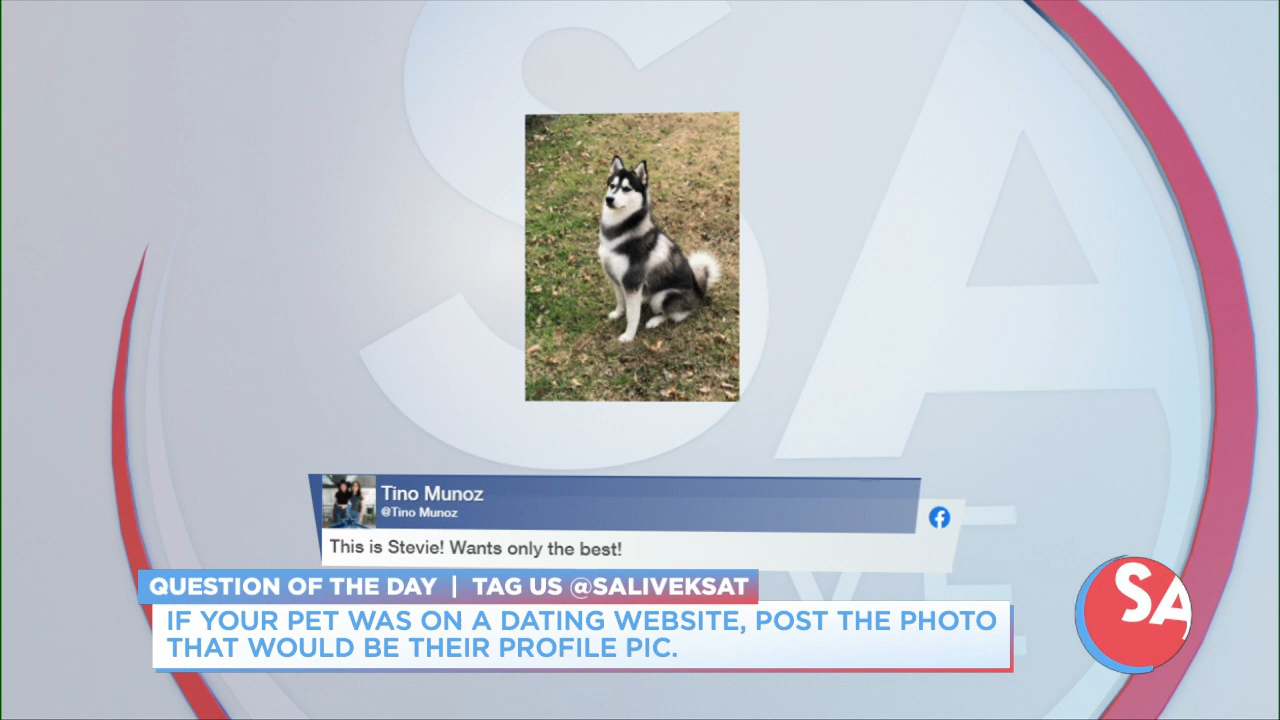 SA
Tino Munoz
@Tino Munoz
This is Stevie! Wants only the best!
QUESTION OF THE DAY | TAG US @SALIVEKSAT
IF YOUR PET WAS ON A DATING WEBSITE, POST THE PHOTO
THAT WOULD BE THEIR PROFILE PIC.
SA